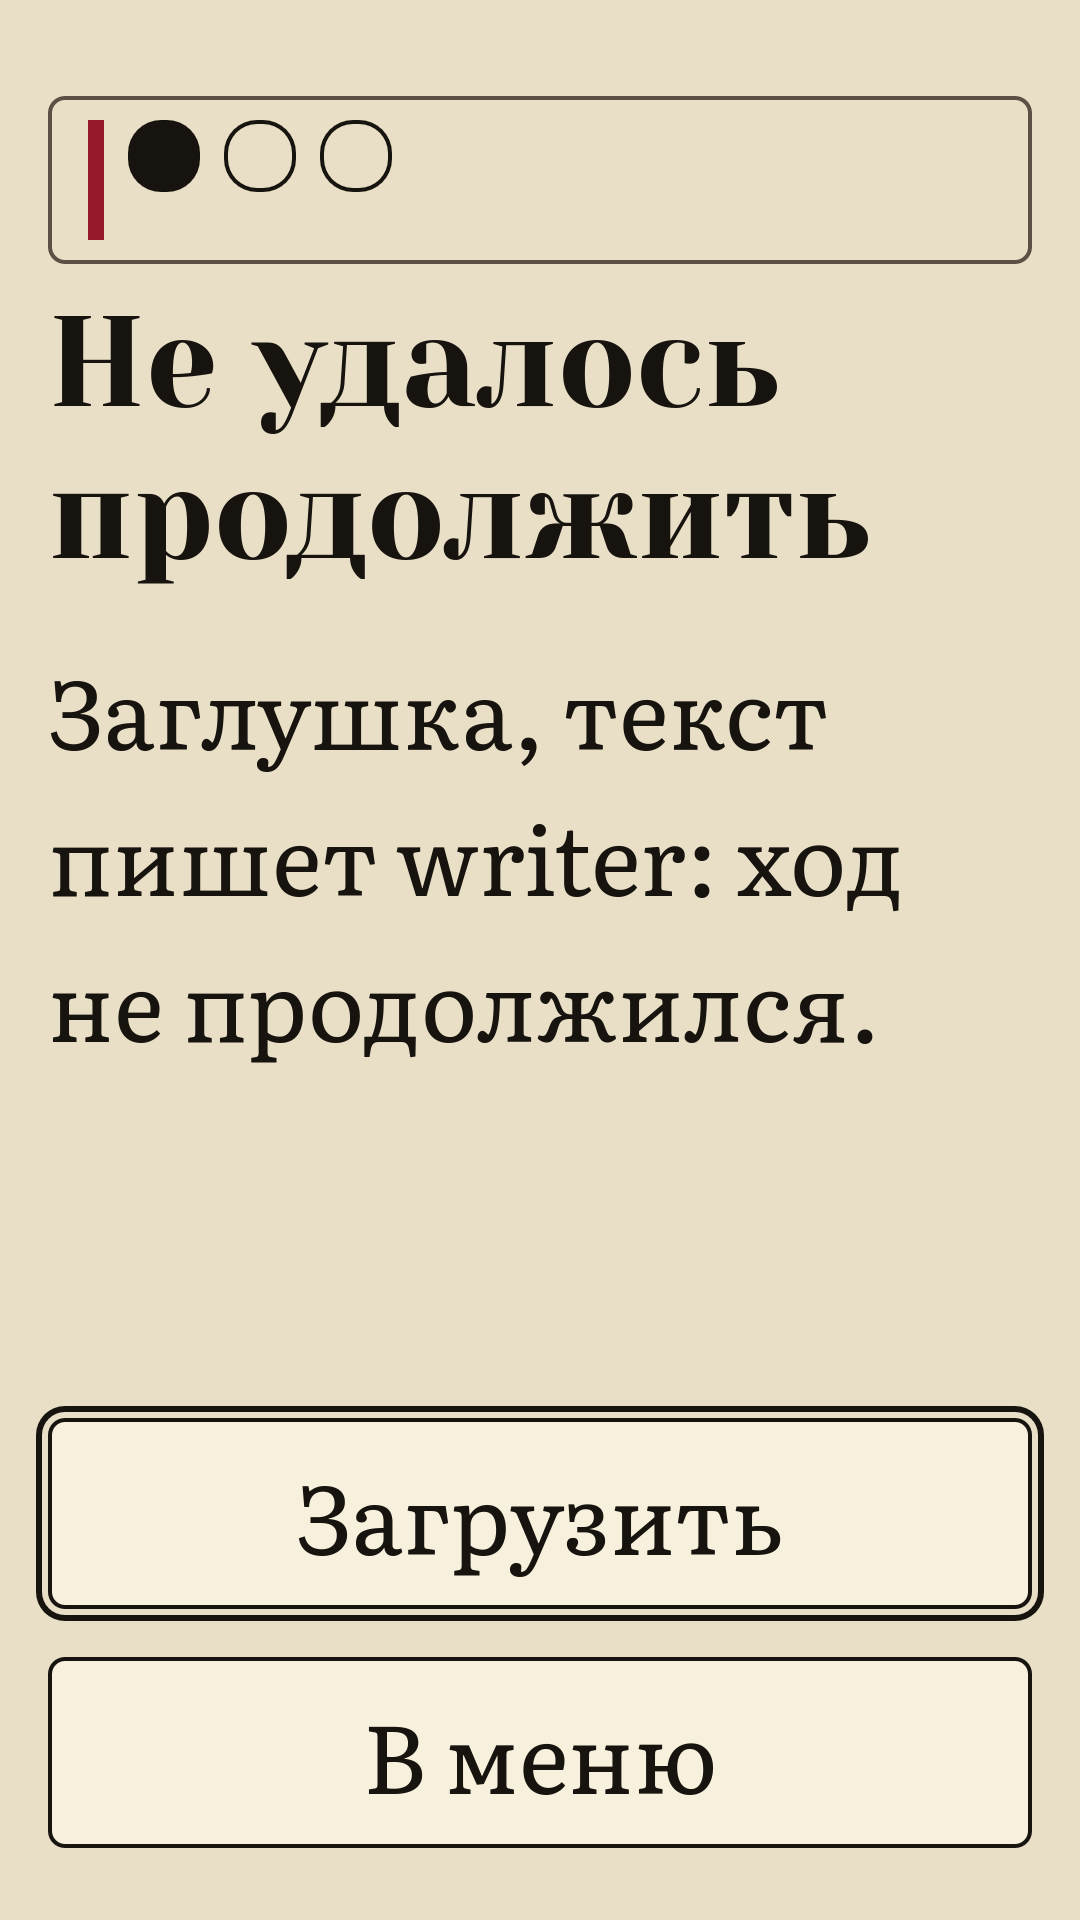 Не удалось
продолжить
Заглушка, текст
пишет writer: ход
не продолжился.
Загрузить
В меню